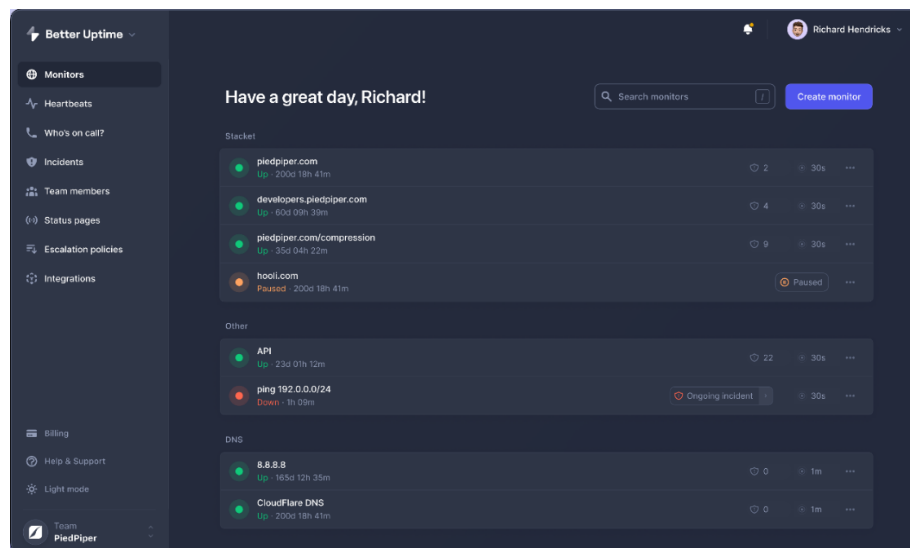 Better Uptime
Richard Hendricks
Monitors
Heartbeats
Who's on call?
Incidents
Team members
Status pages
Escalation policies
Integrations
Billing
Help & Support
Light mode
Team
PiedPiper
Have a great day, Richard!
Search monitors /
Create monitor
Stacket
piedpiper.com
Up · 200d 18h 41m
2 30s
developers.piedpiper.com
Up · 60d 09h 39m
4 30s
piedpiper.com/compression
Up · 35d 04h 22m
9 30s
hooli.com
Paused · 200d 18h 41m
Paused
Other
API
Up · 23d 01h 12m
22 30s
ping 192.0.0.0/24
Down · 1h 09m
Ongoing incident 30s
DNS
8.8.8.8
Up · 165d 12h 35m
0 1m
CloudFlare DNS
Up · 200d 18h 41m
0 1m